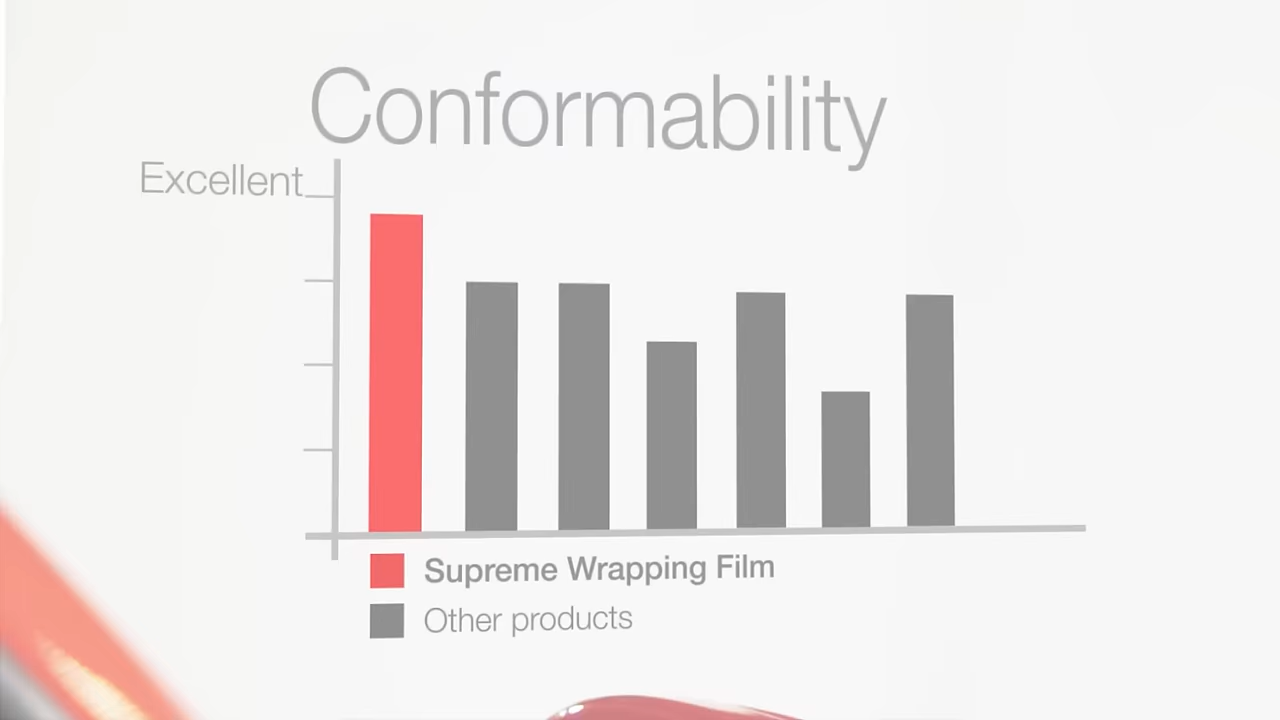 Conformability
Excellent
Supreme Wrapping Film
Other products